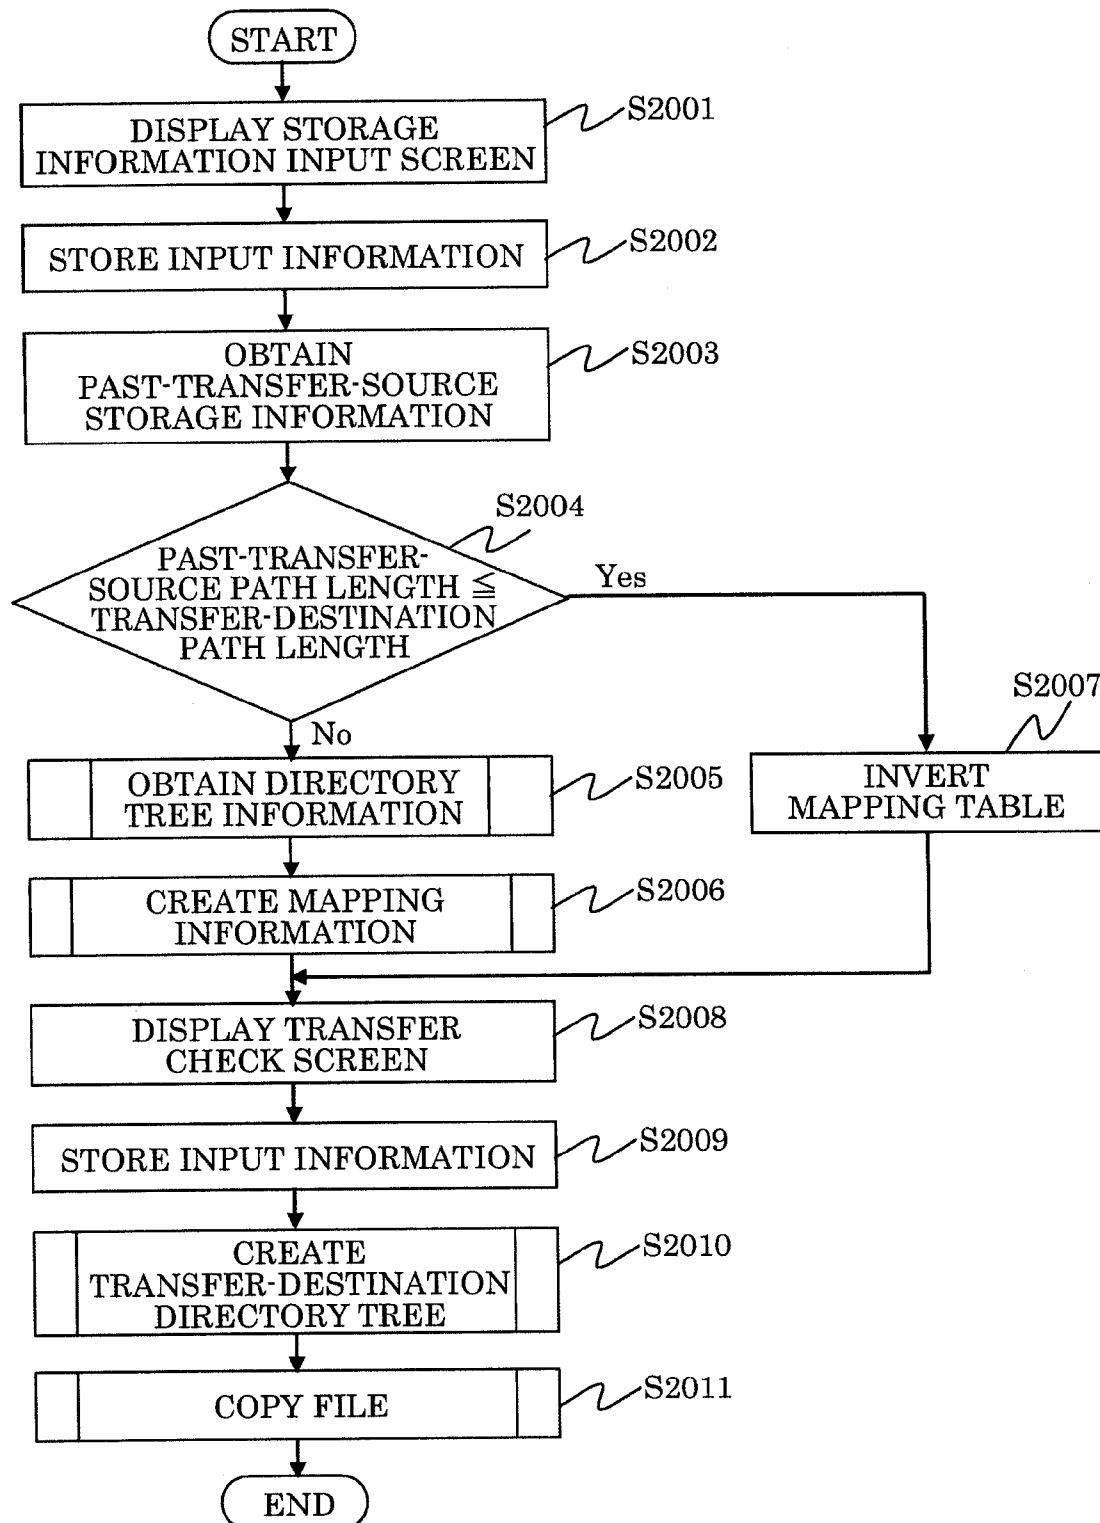 START
DISPLAY STORAGE
INFORMATION INPUT SCREEN
S2001
STORE INPUT INFORMATION
S2002
OBTAIN
PAST-TRANSFER-SOURCE
STORAGE INFORMATION
S2003
S2004
PAST-TRANSFER-
SOURCE PATH LENGTH ≦
TRANSFER-DESTINATION
PATH LENGTH
Yes
No
S2007
INVERT
MAPPING TABLE
OBTAIN DIRECTORY
TREE INFORMATION
S2005
CREATE MAPPING
INFORMATION
S2006
DISPLAY TRANSFER
CHECK SCREEN
S2008
STORE INPUT INFORMATION
S2009
CREATE
TRANSFER-DESTINATION
DIRECTORY TREE
S2010
COPY FILE
S2011
END